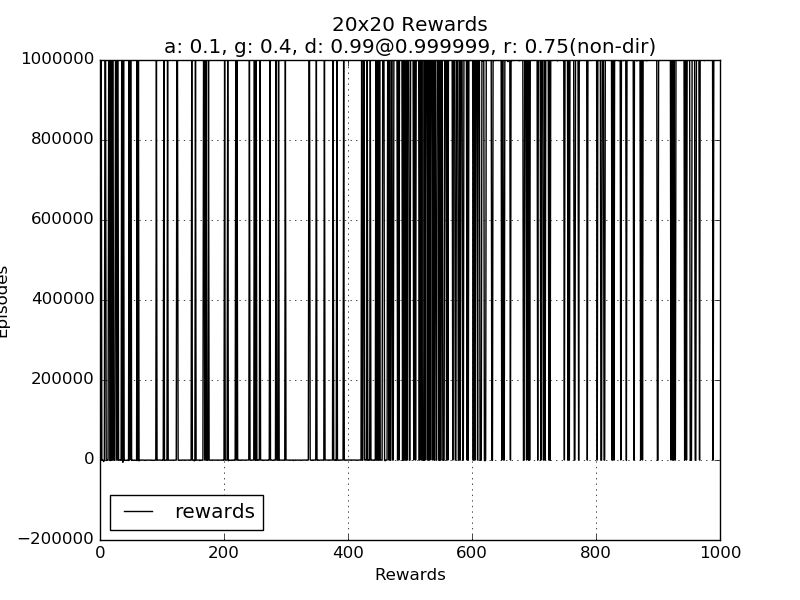 20x20 Rewards
a: 0.1, g: 0.4, d: 0.99@0.999999, r: 0.75(non-dir)
1000000
800000
600000
400000
200000
0
−200000
Episodes
rewards
0 200 400 600 800 1000
Rewards